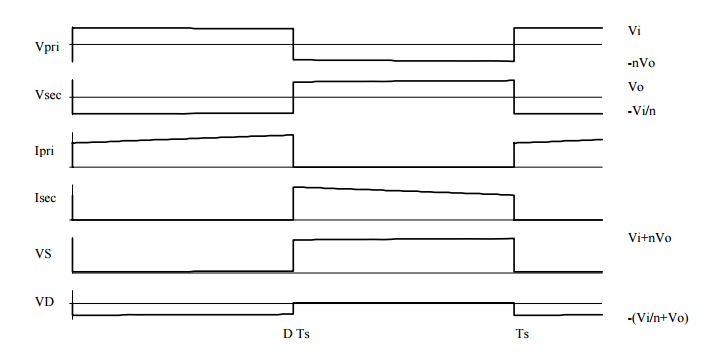 Vi
Vpri
-nVo
Vsec
Vo
-Vi/n
Ipri
Isec
Vi+nVo
VS
VD
-(Vi/n+Vo)
D Ts
Ts